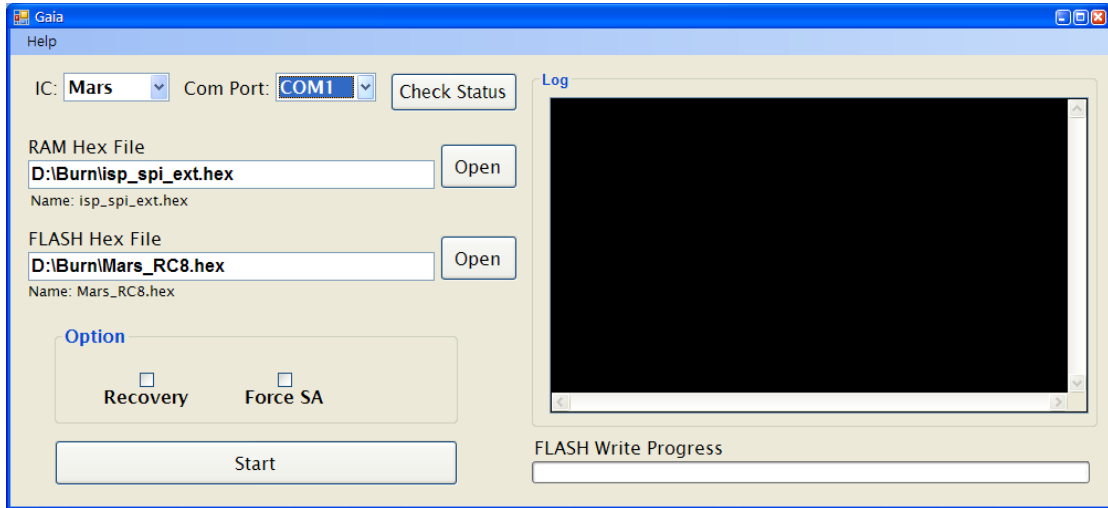 Gaia
Help
IC: Mars Com Port: COM1 Check Status
RAM Hex File
D:\Burn\isp_spi_ext.hex Open
Name: isp_spi_ext.hex
FLASH Hex File
D:\Burn\Mars_RC8.hex Open
Name: Mars_RC8.hex
Option
Recovery Force SA
Start
Log
FLASH Write Progress